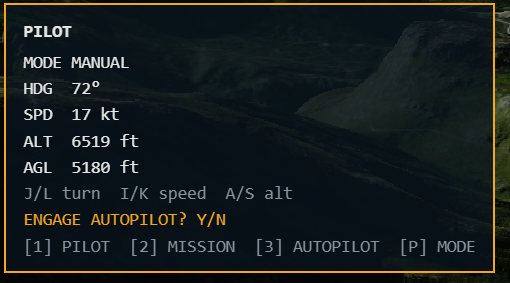 PILOT
MODE MANUAL
HDG 72°
SPD 17 kt
ALT 6519 ft
AGL 5180 ft
J/L turn I/K speed A/S alt
ENGAGE AUTOPILOT? Y/N
[1] PILOT [2] MISSION [3] AUTOPILOT [P] MODE